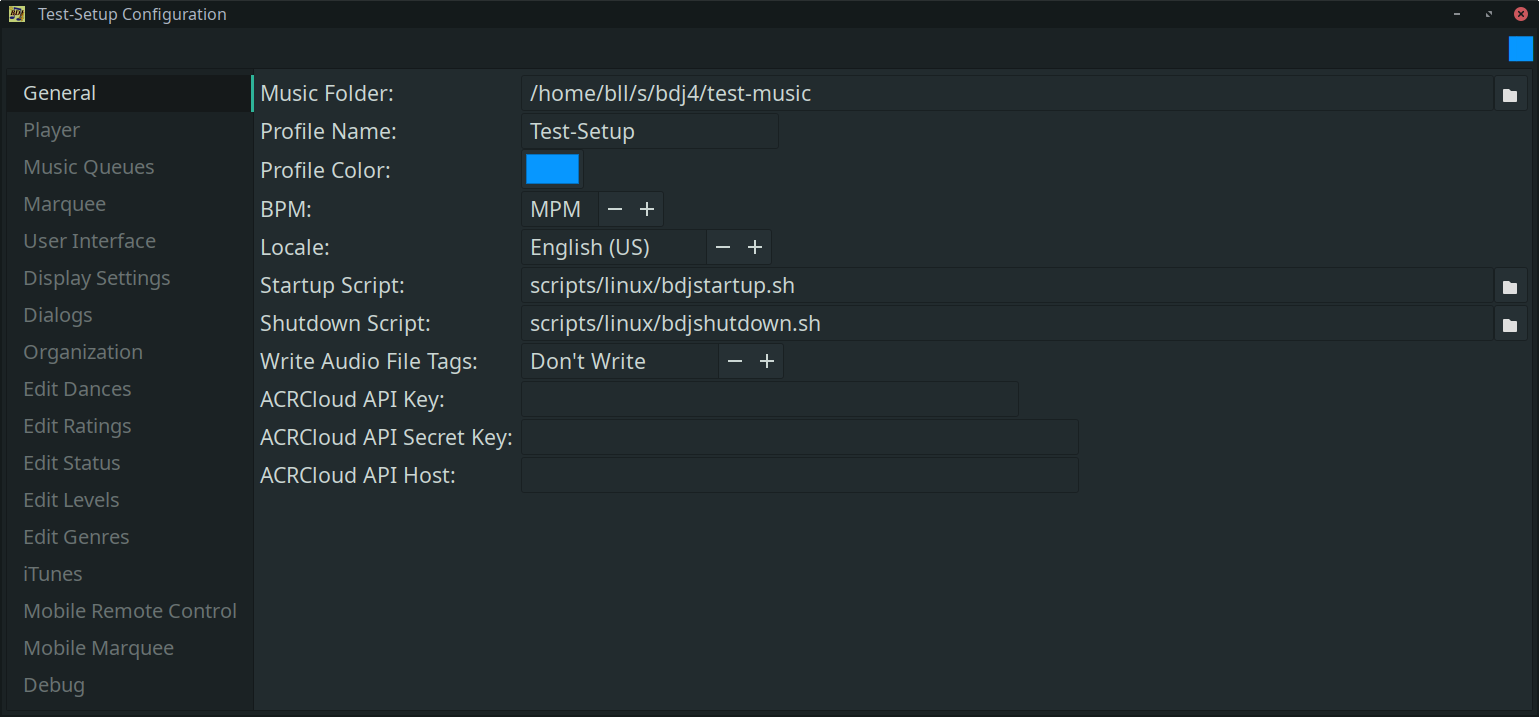 Test-Setup Configuration
General
Player
Music Queues
Marquee
User Interface
Display Settings
Dialogs
Organization
Edit Dances
Edit Ratings
Edit Status
Edit Levels
Edit Genres
iTunes
Mobile Remote Control
Mobile Marquee
Debug
Music Folder: /home/bll/s/bdj4/test-music
Profile Name: Test-Setup
Profile Color:
BPM: MPM
Locale: English (US)
Startup Script: scripts/linux/bdjstartup.sh
Shutdown Script: scripts/linux/bdjshutdown.sh
Write Audio File Tags: Don't Write
ACRCloud API Key:
ACRCloud API Secret Key:
ACRCloud API Host: